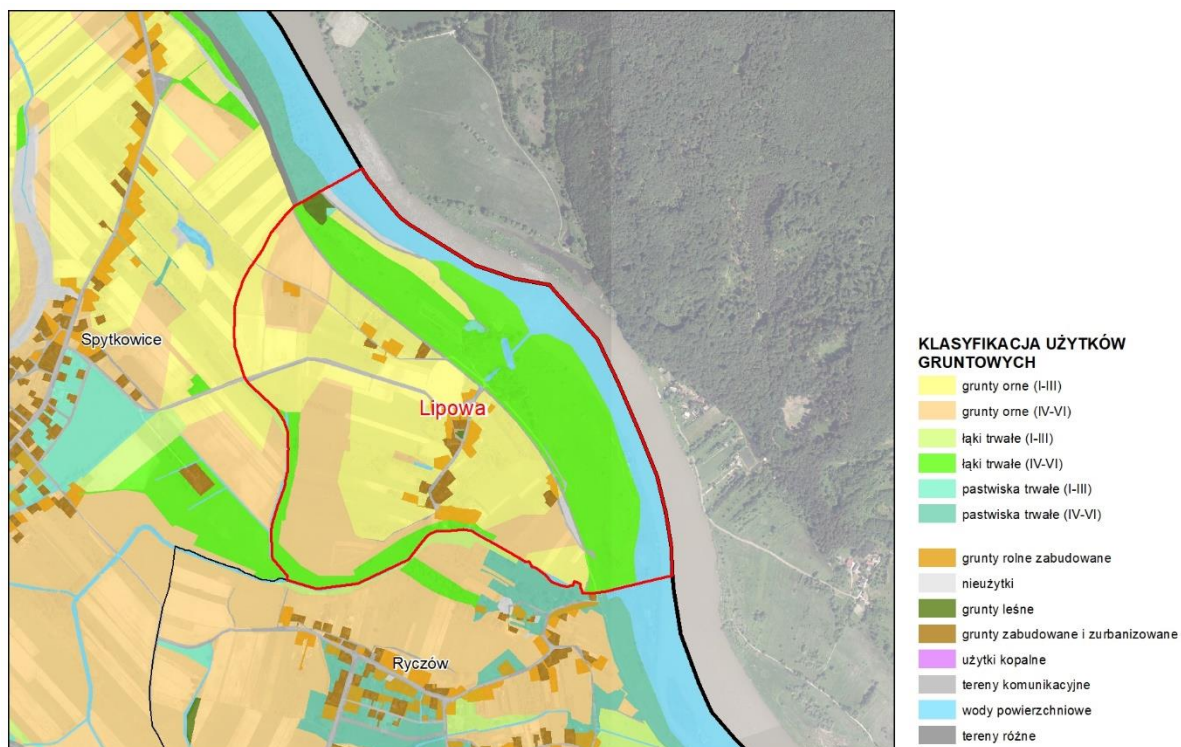 Spytkowice
Lipowa
Ryczów
KLASYFIKACJA UŻYTKÓW
GRUNTOWYCH
grunty orne (I-III)
grunty orne (IV-VI)
łąki trwałe (I-III)
łąki trwałe (IV-VI)
pastwiska trwałe (I-III)
pastwiska trwałe (IV-VI)
grunty rolne zabudowane
nieużytki
grunty leśne
grunty zabudowane i zurbanizowane
użytki kopalne
tereny komunikacyjne
wody powierzchniowe
tereny różne